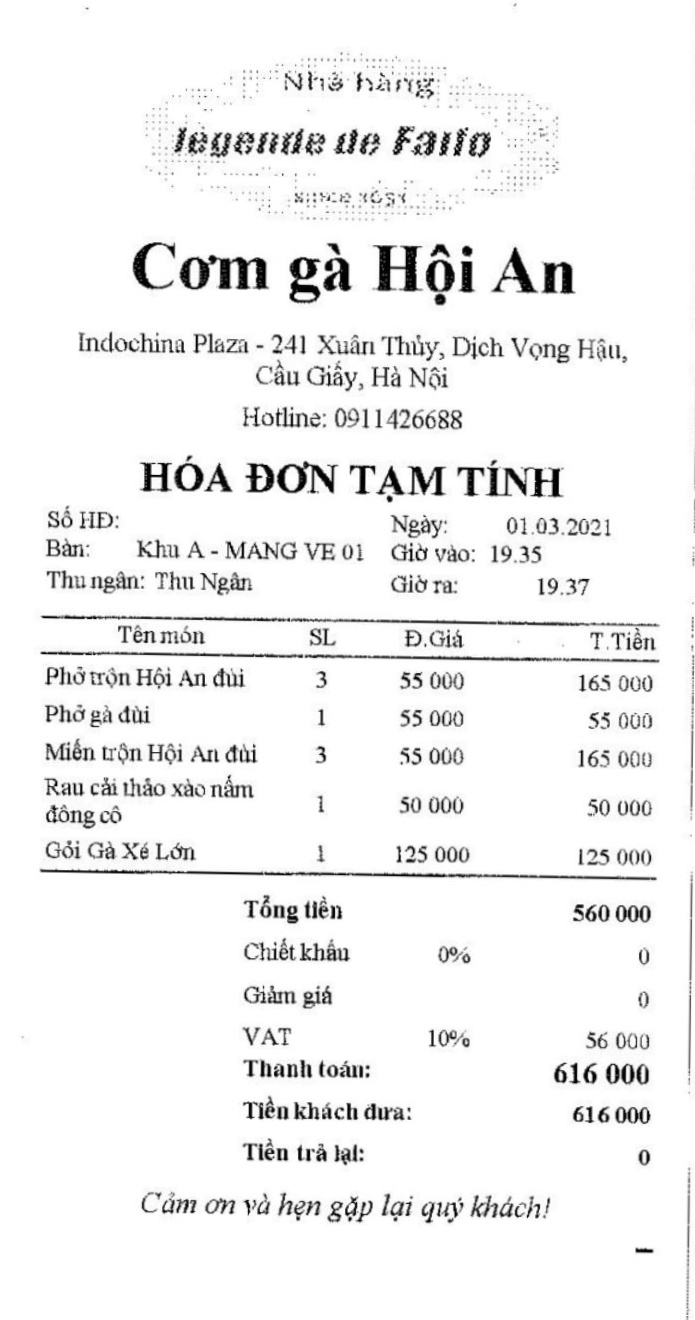 Nhà hàng
légende de Faifo
since
Cơm gà Hội An
Indochina Plaza - 241 Xuân Thủy, Dịch Vọng Hậu,
Cầu Giấy, Hà Nội
Hotline: 0911426688
HÓA ĐƠN TẠM TÍNH
Số HĐ: Ngày: 01.03.2021
Bàn: Khu A - MANG VE 01 Giờ vào: 19.35
Thu ngân: Thu Ngân Giờ ra: 19.37
Tên món SL Đ.Giá T.Tiền
Phở trộn Hội An đùi 3 55 000 165 000
Phở gà đùi 1 55 000 55 000
Miến trộn Hội An đùi 3 55 000 165 000
Rau cải thảo xào nấm
đông cô 1 50 000 50 000
Gỏi Gà Xé Lớn 1 125 000 125 000
Tổng tiền 560 000
Chiết khấu 0% 0
Giảm giá 0
VAT 10% 56 000
Thanh toán: 616 000
Tiền khách đưa: 616 000
Tiền trả lại: 0
Cảm ơn và hẹn gặp lại quý khách!